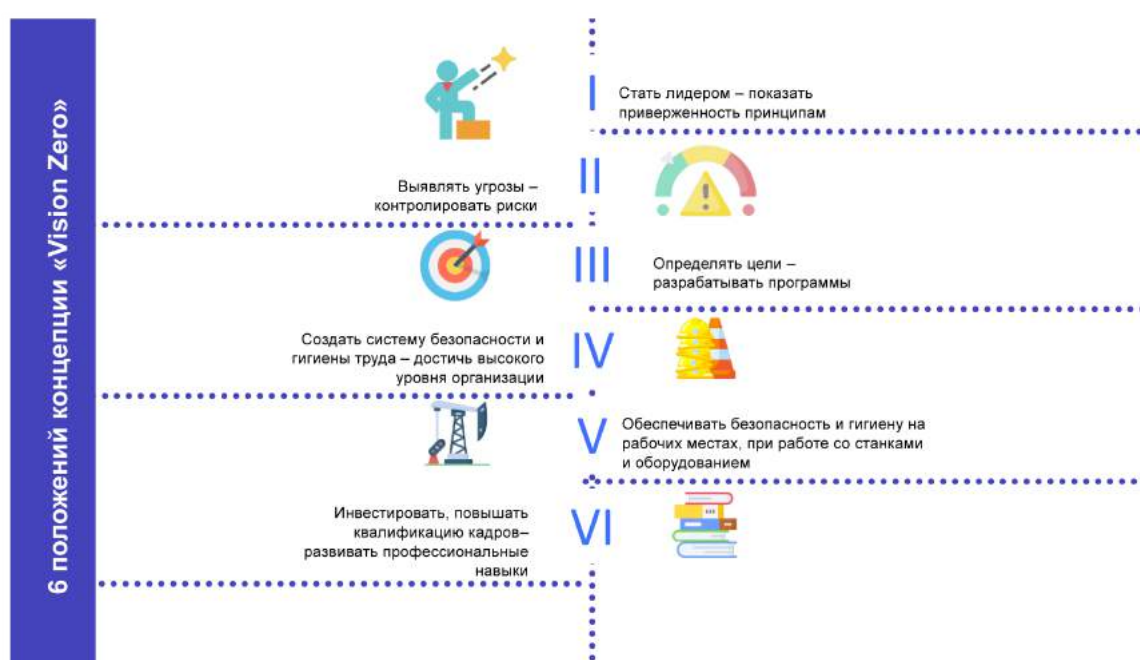 6 положений концепции «Vision Zero»
I
Стать лидером – показать
приверженность принципам
II
Выявлять угрозы –
контролировать риски
III
Определять цели –
разрабатывать программы
IV
Создать систему безопасности и
гигиены труда – достичь высокого
уровня организации
V
Обеспечивать безопасность и гигиену на
рабочих местах, при работе со станками
и оборудованием
VI
Инвестировать, повышать
квалификацию кадров–
развивать профессиональные
навыки